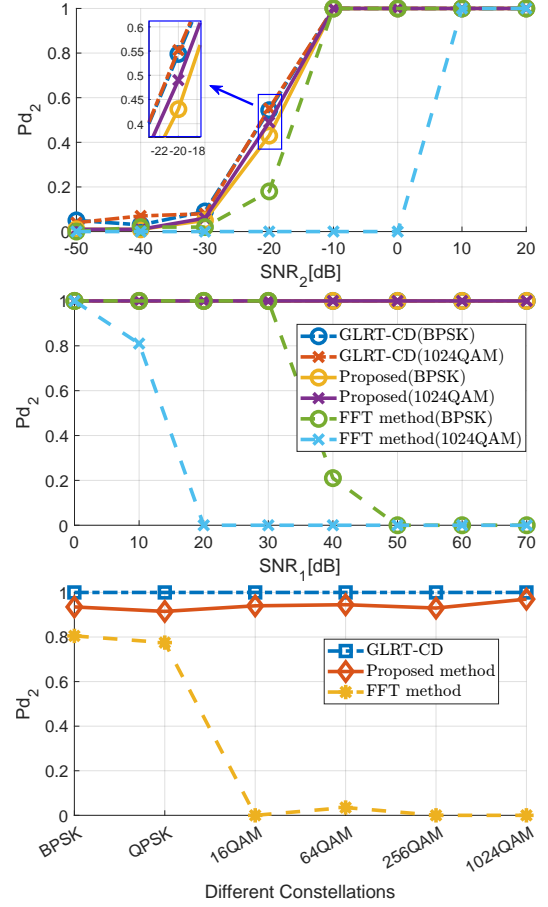 1
0.8
0.6
0.4
0.2
0
Pd2
0.6
0.55
0.5
0.45
0.4
-22 -20 -18
-50 -40 -30 -20 -10 0 10 20
SNR2[dB]
1
0.8
0.6
0.4
0.2
0
Pd2
GLRT-CD(BPSK)
GLRT-CD(1024QAM)
Proposed(BPSK)
Proposed(1024QAM)
FFT method(BPSK)
FFT method(1024QAM)
0 10 20 30 40 50 60 70
SNR1[dB]
1
0.8
0.6
0.4
0.2
0
Pd2
GLRT-CD
Proposed method
FFT method
BPSK QPSK 16QAM 64QAM 256QAM 1024QAM
Different Constellations